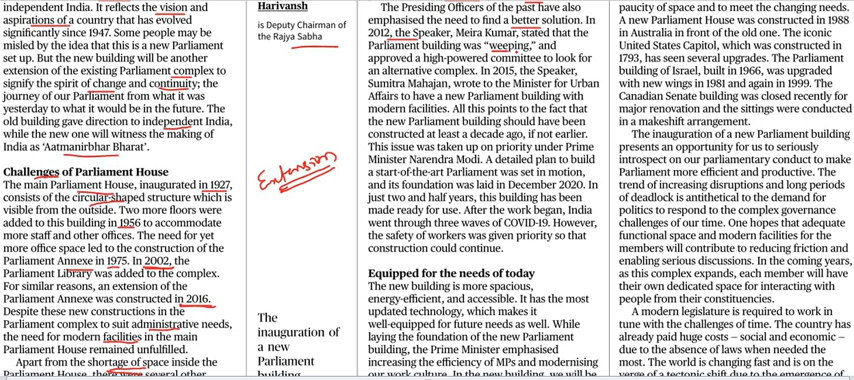 independent India. It reflects the vision and
aspirations of a country that has evolved
significantly since 1947. Some people may be
misled by the idea that this is a new Parliament
set up. But the new building will be another
extension of the existing Parliament complex to
signify the spirit of change and continuity; the
journey of our Parliament from what it was
yesterday to what it would be in the future. The
old building gave direction to independent India,
while the new one will witness the making of
India as ‘Aatmanirbhar Bharat’.
Challenges of Parliament House
The main Parliament House, inaugurated in 1927,
consists of the circular-shaped structure which is
visible from the outside. Two more floors were
added to this building in 1956 to accommodate
more staff and other offices. The need for yet
more office space led to the construction of the
Parliament Annexe in 1975. In 2002, the
Parliament Library was added to the complex.
For similar reasons, an extension of the
Parliament Annexe was constructed in 2016.
Despite these new constructions in the
Parliament complex to suit administrative needs,
the need for modern facilities in the main
Parliament House remained unfulfilled.
Apart from the shortage of space inside the
Parliament House, there were several other
Harivansh
is Deputy Chairman of
the Rajya Sabha
Extension
The
inauguration of
a new
Parliament
building
The Presiding Officers of the past have also
emphasised the need to find a better solution. In
2012, the Speaker, Meira Kumar, stated that the
Parliament building was “weeping,” and
approved a high-powered committee to look for
an alternative complex. In 2015, the Speaker,
Sumitra Mahajan, wrote to the Minister for Urban
Affairs to have a new Parliament building with
modern facilities. All this points to the fact that
the new Parliament building should have been
constructed at least a decade ago, if not earlier.
This issue was taken up on priority under Prime
Minister Narendra Modi. A detailed plan to build
a start-of-the-art Parliament was set in motion,
and its foundation was laid in December 2020. In
just two and half years, this building has been
made ready for use. After the work began, India
went through three waves of COVID-19. However,
the safety of workers was given priority so that
construction could continue.
Equipped for the needs of today
The new building is more spacious,
energy-efficient, and accessible. It has the most
updated technology, which makes it
well-equipped for future needs as well. While
laying the foundation of the new Parliament
building, the Prime Minister emphasised
increasing the efficiency of MPs and modernising
our work culture. In the new building, we will be
paucity of space and to meet the changing needs.
A new Parliament House was constructed in 1988
in Australia in front of the old one. The iconic
United States Capitol, which was constructed in
1793, has seen several upgrades. The Parliament
building of Israel, built in 1966, was upgraded
with new wings in 1981 and again in 1999. The
Canadian Senate building was closed recently for
major renovation and the sittings were conducted
in a makeshift arrangement.
The inauguration of a new Parliament building
presents an opportunity for us to seriously
introspect on our parliamentary conduct to make
Parliament more efficient and productive. The
trend of increasing disruptions and long periods
of deadlock is antithetical to the demand for
politics to respond to the complex governance
challenges of our time. One hopes that adequate
functional space and modern facilities for the
members will contribute to reducing friction and
enabling serious discussions. In the coming years,
as this complex expands, each member will have
their own dedicated space for interacting with
people from their constituencies.
A modern legislature is required to work in
tune with the challenges of time. The country has
already paid huge costs — social and economic —
due to the absence of laws when needed the
most. The world is changing fast and is on the
verge of a tectonic shift due to the emergence of